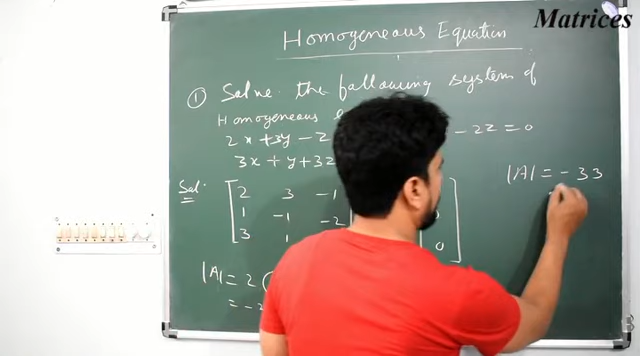 Matrices
Homogeneous Equation
① Solve the following system of
Homogeneous
2x + 3y - z - 2z = 0
3x + y + 3z
Sol:
2 3 -1
1 -1 -2
3 1 0
|A| = -33
|A| = 2
= -2